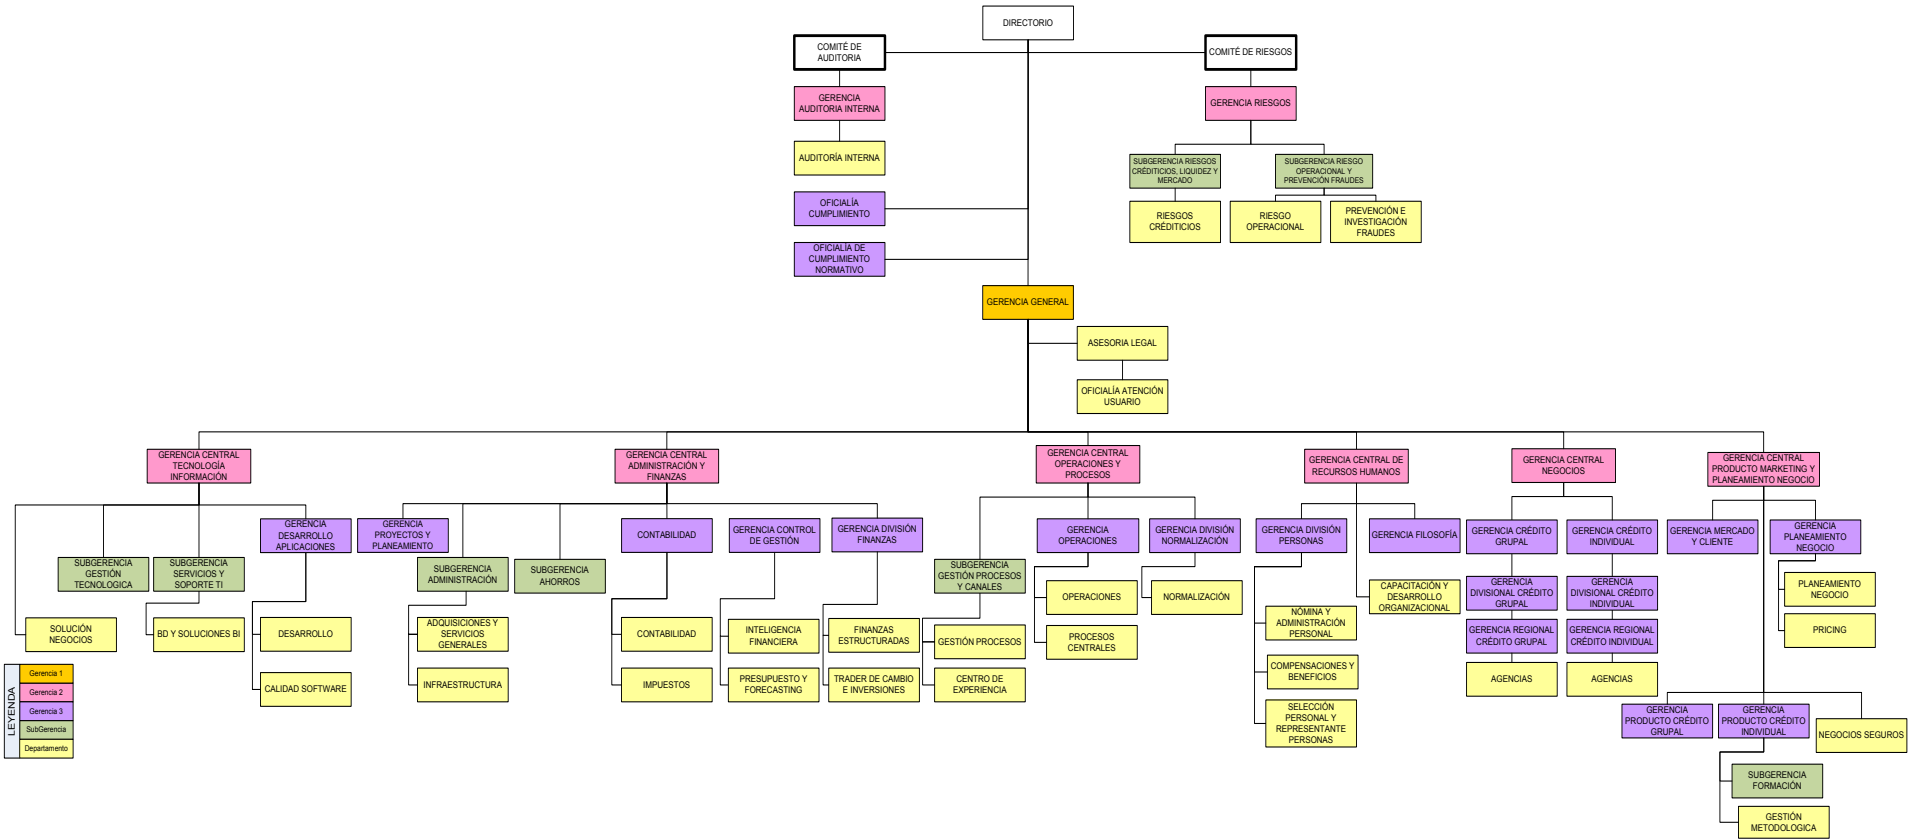 DIRECTORIO
COMITÉ DE
AUDITORIA
COMITÉ DE RIESGOS
GERENCIA
AUDITORIA INTERNA
GERENCIA RIESGOS
AUDITORÍA INTERNA
SUBGERENCIA RIESGOS
CRÉDITICIOS, LIQUIDEZ Y
MERCADO
SUBGERENCIA RIESGO
OPERACIONAL Y
PREVENCIÓN FRAUDES
OFICIALÍA
CUMPLIMIENTO
RIESGOS
CRÉDITICIOS
RIESGO
OPERACIONAL
PREVENCIÓN E
INVESTIGACIÓN
FRAUDES
OFICIALÍA DE
CUMPLIMIENTO
NORMATIVO
GERENCIA GENERAL
ASESORIA LEGAL
OFICIALÍA ATENCIÓN
USUARIO
GERENCIA CENTRAL
TECNOLOGÍA
INFORMACIÓN
GERENCIA CENTRAL
ADMINISTRACIÓN Y
FINANZAS
GERENCIA CENTRAL
OPERACIONES Y
PROCESOS
GERENCIA CENTRAL DE
RECURSOS HUMANOS
GERENCIA CENTRAL
NEGOCIOS
GERENCIA CENTRAL
PRODUCTO MARKETING Y
PLANEAMIENTO NEGOCIO
GERENCIA
DESARROLLO
APLICACIONES
GERENCIA
PROYECTOS Y
PLANEAMIENTO
CONTABILIDAD
GERENCIA CONTROL
DE GESTIÓN
GERENCIA DIVISIÓN
FINANZAS
GERENCIA
OPERACIONES
GERENCIA DIVISIÓN
NORMALIZACIÓN
GERENCIA DIVISIÓN
PERSONAS
GERENCIA FILOSOFÍA
GERENCIA CRÉDITO
GRUPAL
GERENCIA CRÉDITO
INDIVIDUAL
GERENCIA MERCADO
Y CLIENTE
GERENCIA
PLANEAMIENTO
NEGOCIO
SUBGERENCIA
GESTIÓN
TECNOLOGICA
SUBGERENCIA
SERVICIOS Y
SOPORTE TI
SUBGERENCIA
ADMINISTRACIÓN
SUBGERENCIA
AHORROS
SUBGERENCIA
GESTIÓN PROCESOS
Y CANALES
OPERACIONES
NORMALIZACIÓN
CAPACITACIÓN Y
DESARROLLO
ORGANIZACIONAL
GERENCIA
DIVISIONAL CRÉDITO
GRUPAL
GERENCIA
DIVISIONAL CRÉDITO
INDIVIDUAL
PLANEAMIENTO
NEGOCIO
SOLUCIÓN
NEGOCIOS
BD Y SOLUCIONES BI
DESARROLLO
ADQUISICIONES Y
SERVICIOS
GENERALES
CONTABILIDAD
INTELIGENCIA
FINANCIERA
FINANZAS
ESTRUCTURADAS
GESTIÓN PROCESOS
PROCESOS
CENTRALES
NÓMINA Y
ADMINISTRACIÓN
PERSONAL
GERENCIA REGIONAL
CRÉDITO GRUPAL
GERENCIA REGIONAL
CRÉDITO INDIVIDUAL
PRICING
CALIDAD SOFTWARE
INFRAESTRUCTURA
IMPUESTOS
PRESUPUESTO Y
FORECASTING
TRADER DE CAMBIO
E INVERSIONES
CENTRO DE
EXPERIENCIA
COMPENSACIONES Y
BENEFICIOS
AGENCIAS
AGENCIAS
SELECCIÓN
PERSONAL Y
REPRESENTANTE
PERSONAS
GERENCIA
PRODUCTO CRÉDITO
GRUPAL
GERENCIA
PRODUCTO CRÉDITO
INDIVIDUAL
NEGOCIOS SEGUROS
SUBGERENCIA
FORMACIÓN
GESTIÓN
METODOLOGICA
LEYENDA
Gerencia 1
Gerencia 2
Gerencia 3
SubGerencia
Departamento